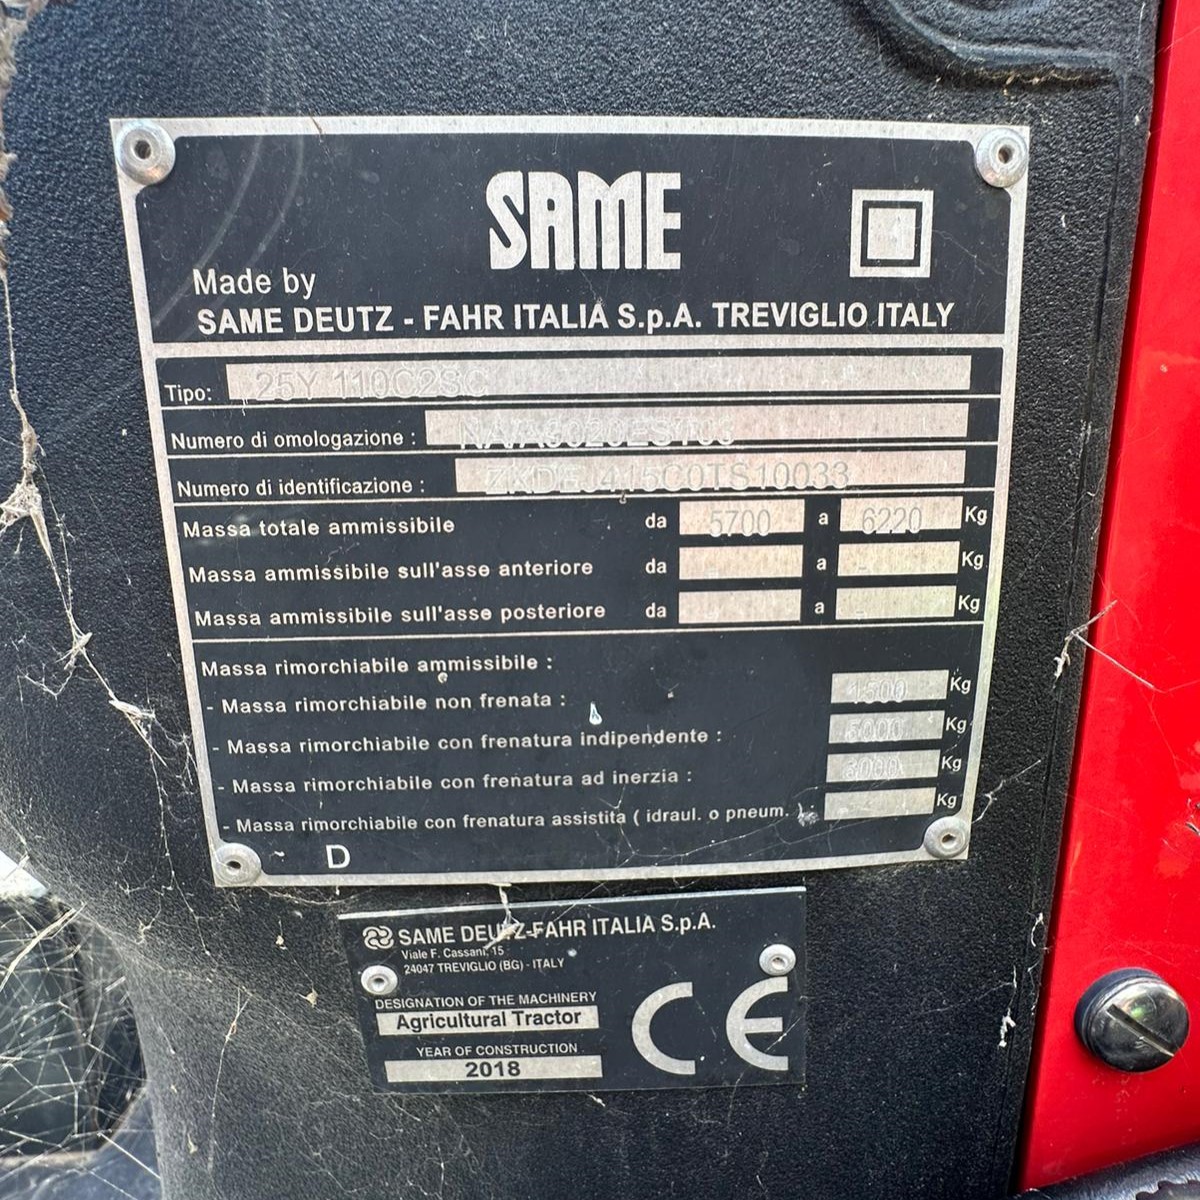 SAME
Made by
SAME DEUTZ - FAHR ITALIA S.p.A. TREVIGLIO ITALY
Tipo: 25Y 110C2SC
Numero di omologazione :
Numero di identificazione : ZKDEJ415C0TS10033
Massa totale ammissibile da 5700 a 6220 Kg
Massa ammissibile sull'asse anteriore da - a - Kg
Massa ammissibile sull'asse posteriore da - a - Kg
Massa rimorchiabile ammissibile :
- Massa rimorchiabile non frenata : 1500 Kg
- Massa rimorchiabile con frenatura indipendente : Kg
- Massa rimorchiabile con frenatura ad inerzia : Kg
- Massa rimorchiabile con frenatura assistita ( idraul. o pneum. ) : - Kg
D
SAME DEUTZ-FAHR ITALIA S.p.A.
Viale F. Cassani, 15
24047 TREVIGLIO (BG) - ITALY
DESIGNATION OF THE MACHINERY
Agricultural Tractor
YEAR OF CONSTRUCTION
2018
CE